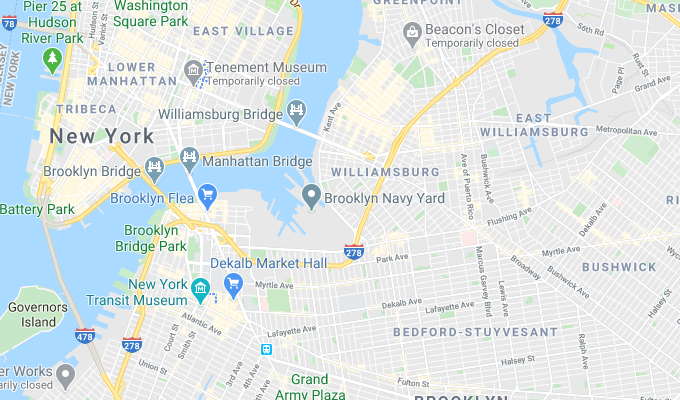 Pier 25 at
Hudson
River Park
Washington
Square Park
GREENPOINT
MASP
78
Hudson St
Varick St
EAST VILLAGE
Beacon's Closet
Temporarily closed
278
56th Rd
NEW YORK
LOWER
MANHATTAN
Tenement Museum
Temporarily closed
Page Pl
Rust St
Grand Ave
TRIBECA
Williamsburg Bridge
Kent Ave
EAST
WILLIAMSBURG
Metropolitan Ave
New York
Manhattan Bridge
Brooklyn Bridge
WILLIAMSBURG
Ave of Puerto Rico
Bushwick Ave
Battery Park
Brooklyn Flea
Brooklyn Navy Yard
Flushing Ave
Dekalb Ave
Brooklyn
Bridge Park
278
Dekalb Market Hall
Park Ave
Lewis Ave
Myrtle Ave
Broadway
BUSHWICK
New York
Transit Museum
Myrtle Ave
Marcus Garvey Blvd
Bushwick Ave
Wyckoff
Governors
Island
Dekalb Ave
Lafayette Ave
Atlantic Ave
Lafayette Ave
BEDFORD-STUYVESANT
478
278
Court St
Smith St
Ralph Ave
Halsey St
Halsey St
er Works
arily closed
Union St
3rd Ave
4th Ave
Grand
Army Plaza
Fulton St
BROOKLYN